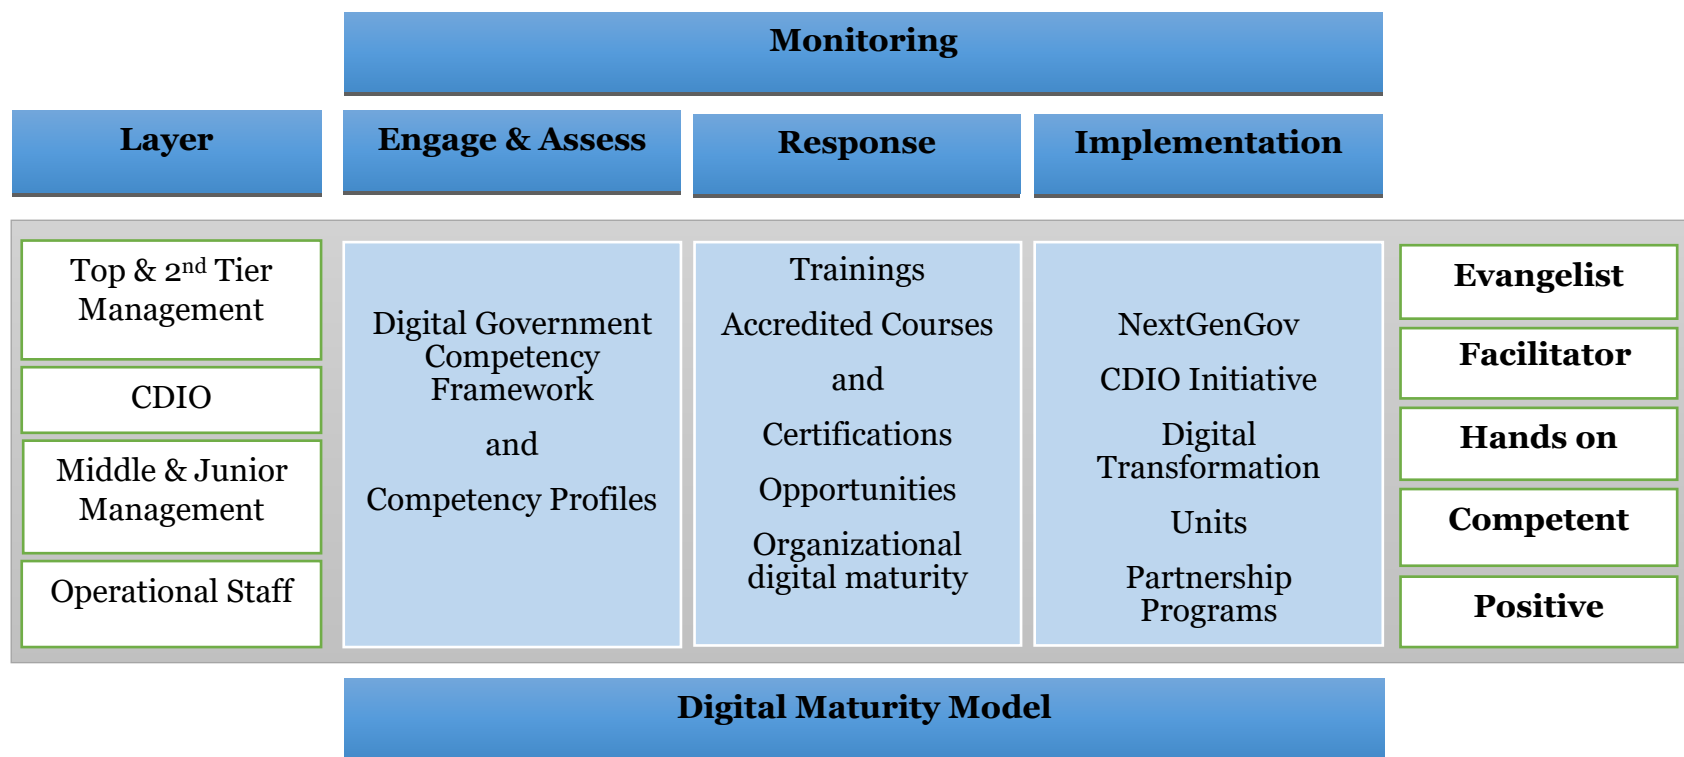 Monitoring
Layer
Engage & Assess
Response
Implementation
Top & 2nd Tier
Management
CDIO
Middle & Junior
Management
Operational Staff
Digital Government
Competency
Framework
and
Competency Profiles
Trainings
Accredited Courses
and
Certifications
Opportunities
Organizational
digital maturity
NextGenGov
CDIO Initiative
Digital
Transformation
Units
Partnership
Programs
Evangelist
Facilitator
Hands on
Competent
Positive
Digital Maturity Model